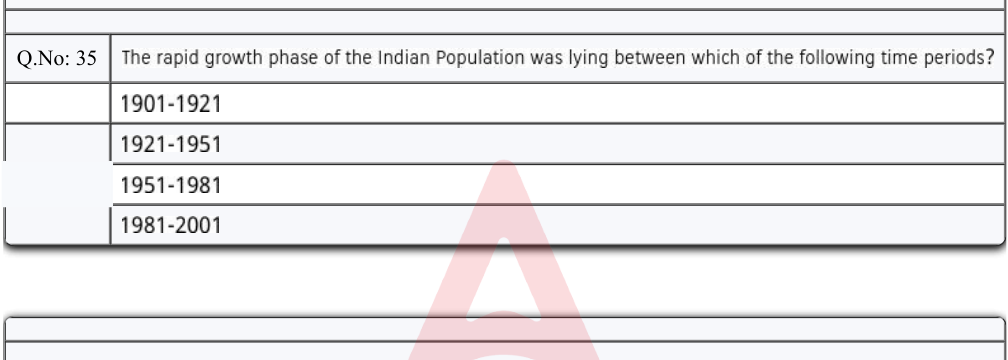 Q.No: 35 The rapid growth phase of the Indian Population was lying between which of the following time periods?
1901-1921
1921-1951
1951-1981
1981-2001